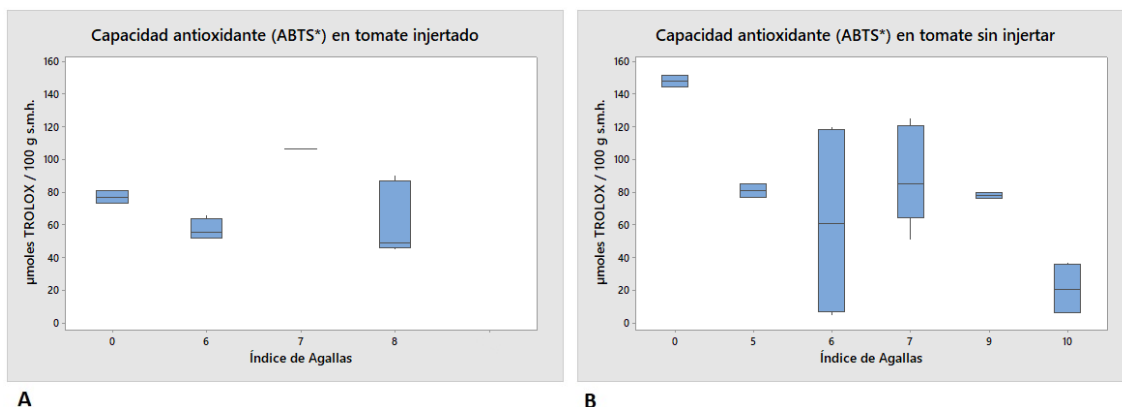 Capacidad antioxidante (ABTS*) en tomate injertado
µmoles TROLOX / 100 g s.m.h.
160
140
120
100
80
60
40
20
0
0 6 7 8
Índice de Agallas
A
Capacidad antioxidante (ABTS*) en tomate sin injertar
µmoles TROLOX / 100 g s.m.h.
160
140
120
100
80
60
40
20
0
0 5 6 7 9 10
Índice de Agallas
B